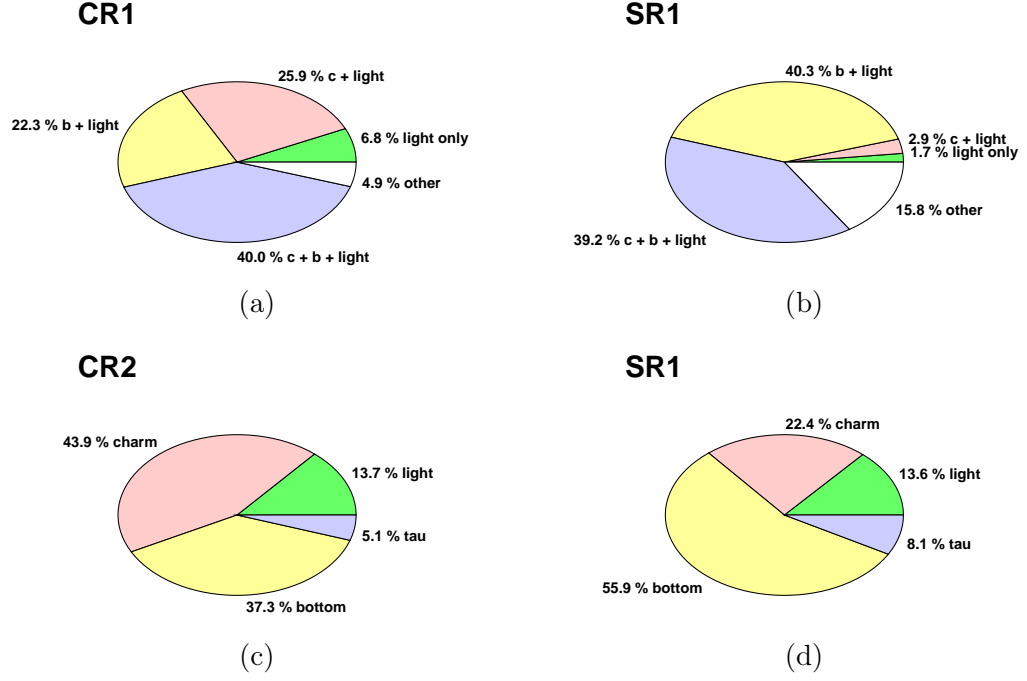 CR1
25.9 % c + light
22.3 % b + light
6.8 % light only
4.9 % other
40.0 % c + b + light
(a)
SR1
40.3 % b + light
2.9 % c + light
1.7 % light only
15.8 % other
39.2 % c + b + light
(b)
CR2
43.9 % charm
13.7 % light
5.1 % tau
37.3 % bottom
(c)
SR1
22.4 % charm
13.6 % light
8.1 % tau
55.9 % bottom
(d)